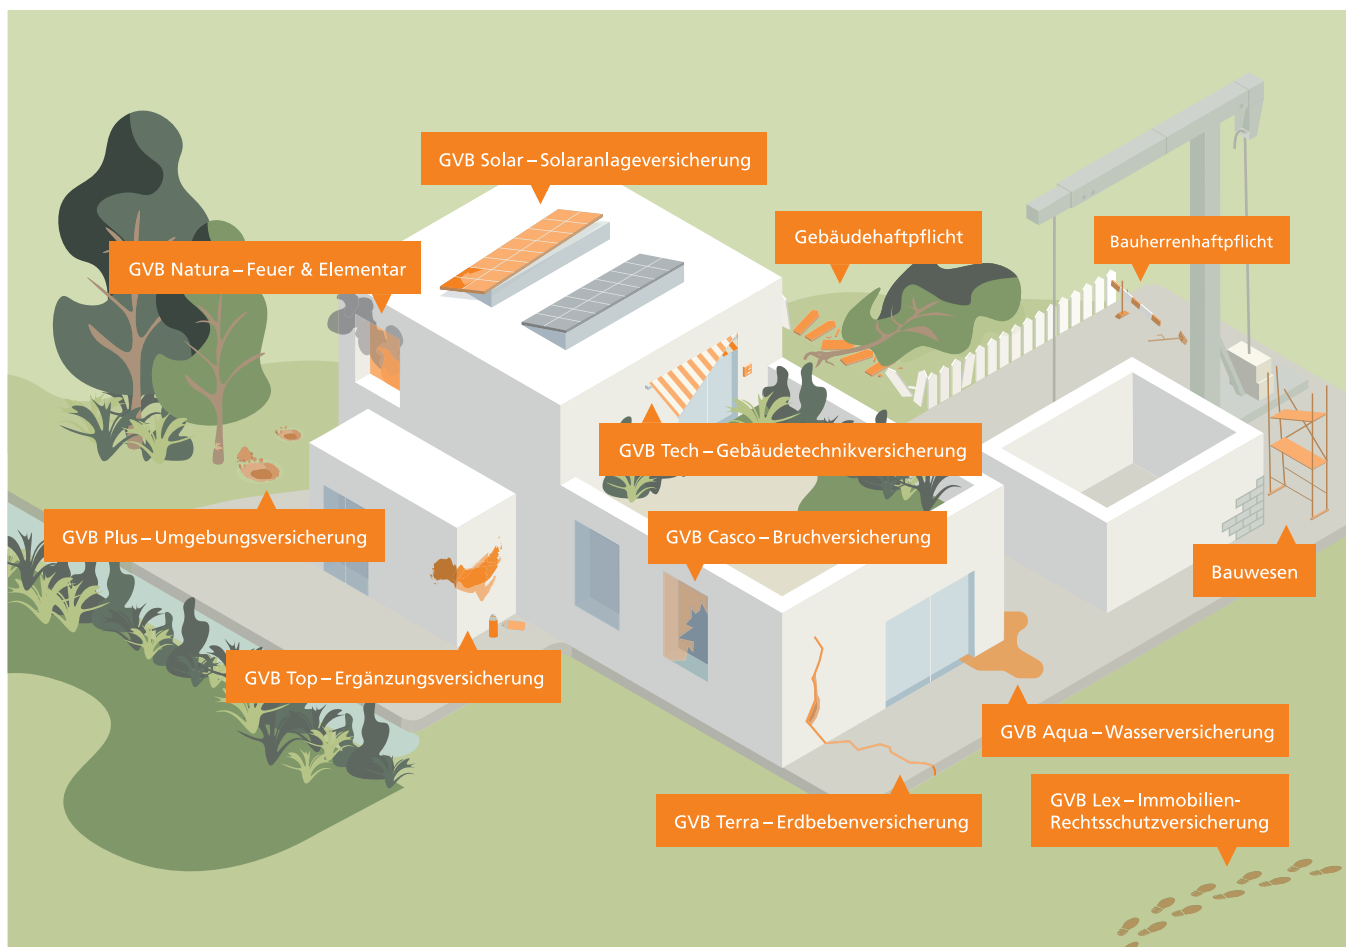 GVB Solar – Solaranlageversicherung
Gebäudehaftpflicht
Bauherrenhaftpflicht
GVB Natura – Feuer & Elementar
GVB Tech – Gebäudetechnikversicherung
GVB Plus – Umgebungsversicherung
GVB Casco – Bruchversicherung
Bauwesen
GVB Top – Ergänzungsversicherung
GVB Aqua – Wasserversicherung
GVB Terra – Erdbebenversicherung
GVB Lex – Immobilien-
Rechtsschutzversicherung